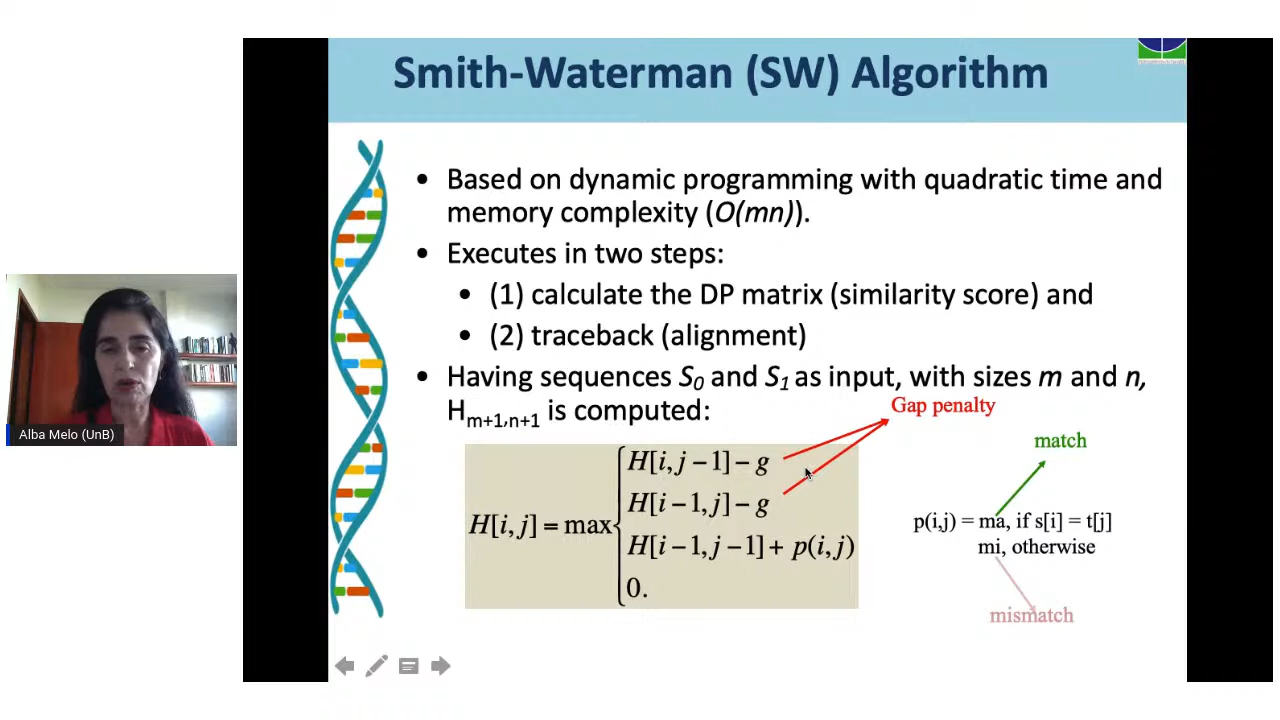 Smith-Waterman (SW) Algorithm
• Based on dynamic programming with quadratic time and
memory complexity (O(mn)).
• Executes in two steps:
• (1) calculate the DP matrix (similarity score) and
• (2) traceback (alignment)
• Having sequences S0 and S1 as input, with sizes m and n,
Hm+1,n+1 is computed:
Gap penalty
H[i, j] = max
H[i, j − 1] − g
H[i − 1, j] − g
H[i − 1, j − 1] + p(i, j)
0.
match
p(i,j) = ma, if s[i] = t[j]
mi, otherwise
mismatch
Alba Melo (UnB)